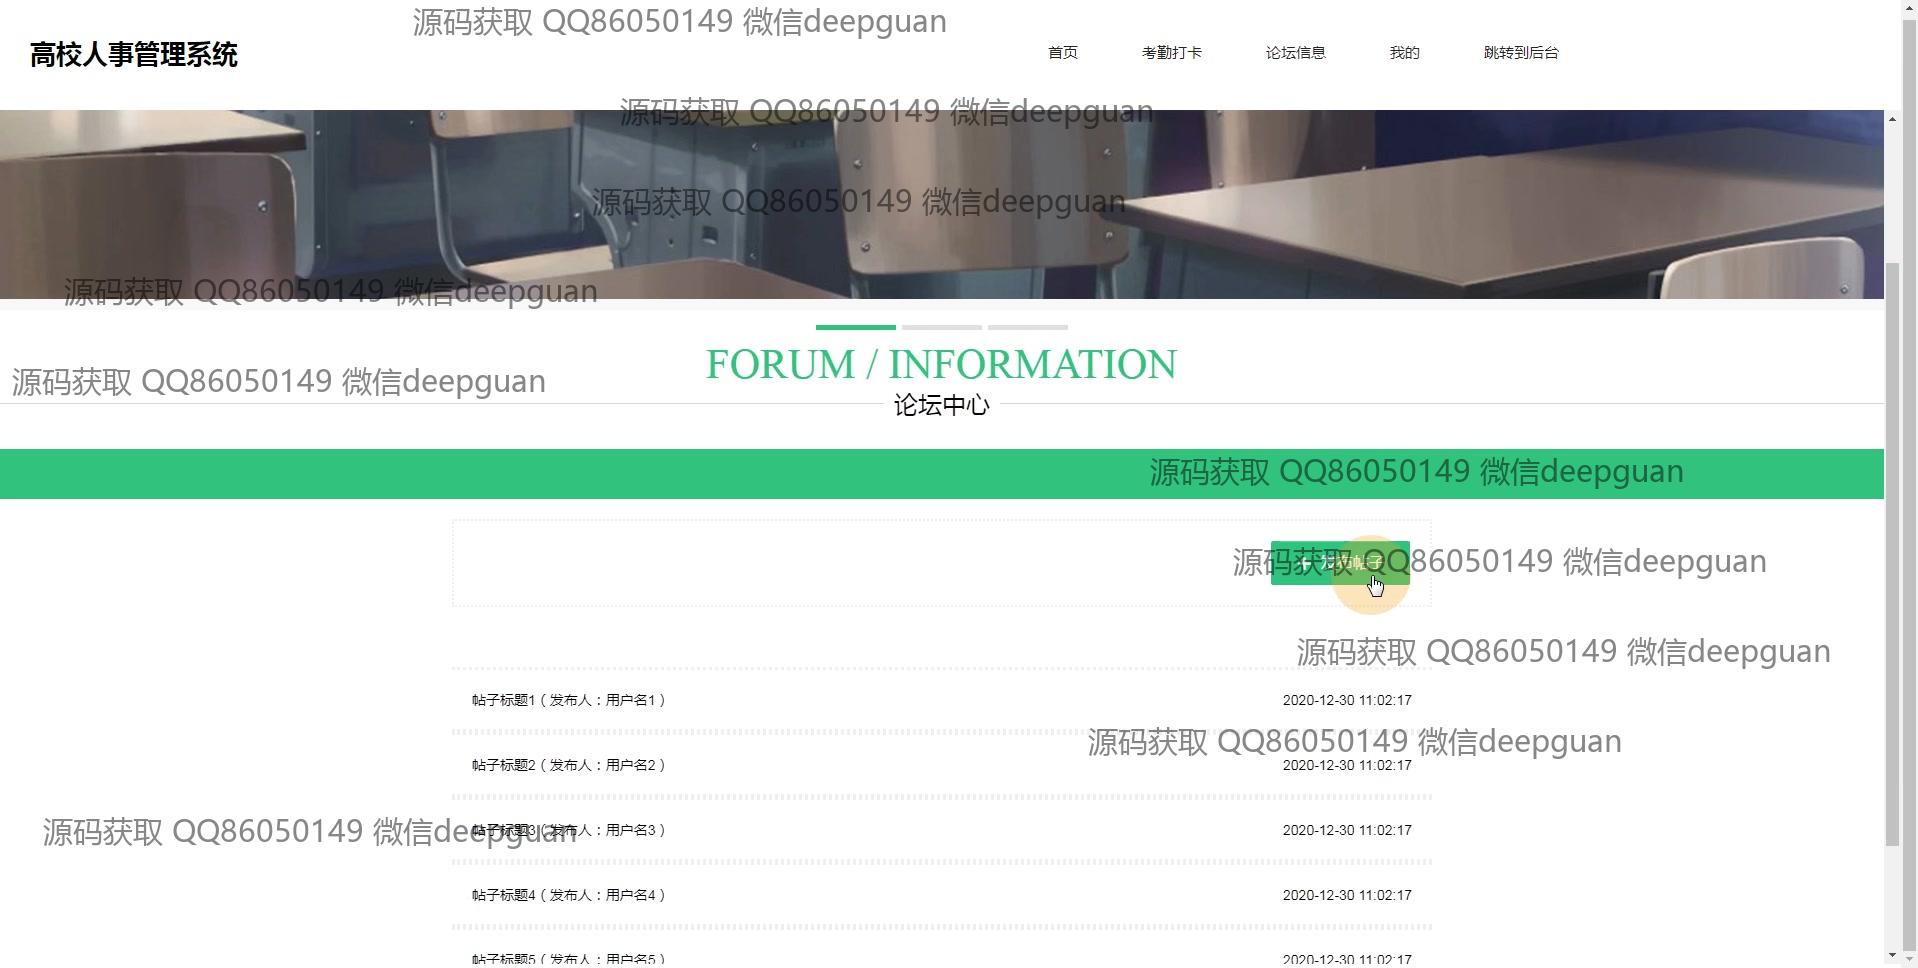 源码获取 QQ86050149 微信deepguan
高校人事管理系统
首页
考勤打卡
论坛信息
我的
跳转到后台
源码获取 QQ86050149 微信deepguan
源码获取 QQ86050149 微信deepguan
源码获取 QQ86050149 微信deepguan
FORUM / INFORMATION
源码获取 QQ86050149 微信deepguan
论坛中心
源码获取 QQ86050149 微信deepguan
发布帖子
源码获取 QQ86050149 微信deepguan
源码获取 QQ86050149 微信deepguan
帖子标题1（发布人：用户名1）
2020-12-30 11:02:17
源码获取 QQ86050149 微信deepguan
帖子标题2（发布人：用户名2）
2020-12-30 11:02:17
源码获取 QQ86050149 微信deepguan
帖子标题3（发布人：用户名3）
2020-12-30 11:02:17
帖子标题4（发布人：用户名4）
2020-12-30 11:02:17
帖子标题5（发布人：用户名5）
2020-12-30 11:02:17